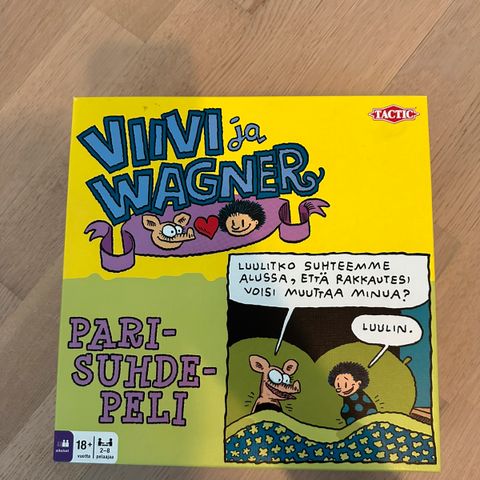 TACTIC
VIIVI ja
WAGNER
LUULITKO SUHTEEMME
ALUSSA, ETTÄ RAKKAUTESI
VOISI MUUTTAA MINUA?
LUULIN.
PARI-
SUHDE-
PELI
18+
vuotta
2–8
pelaajaa